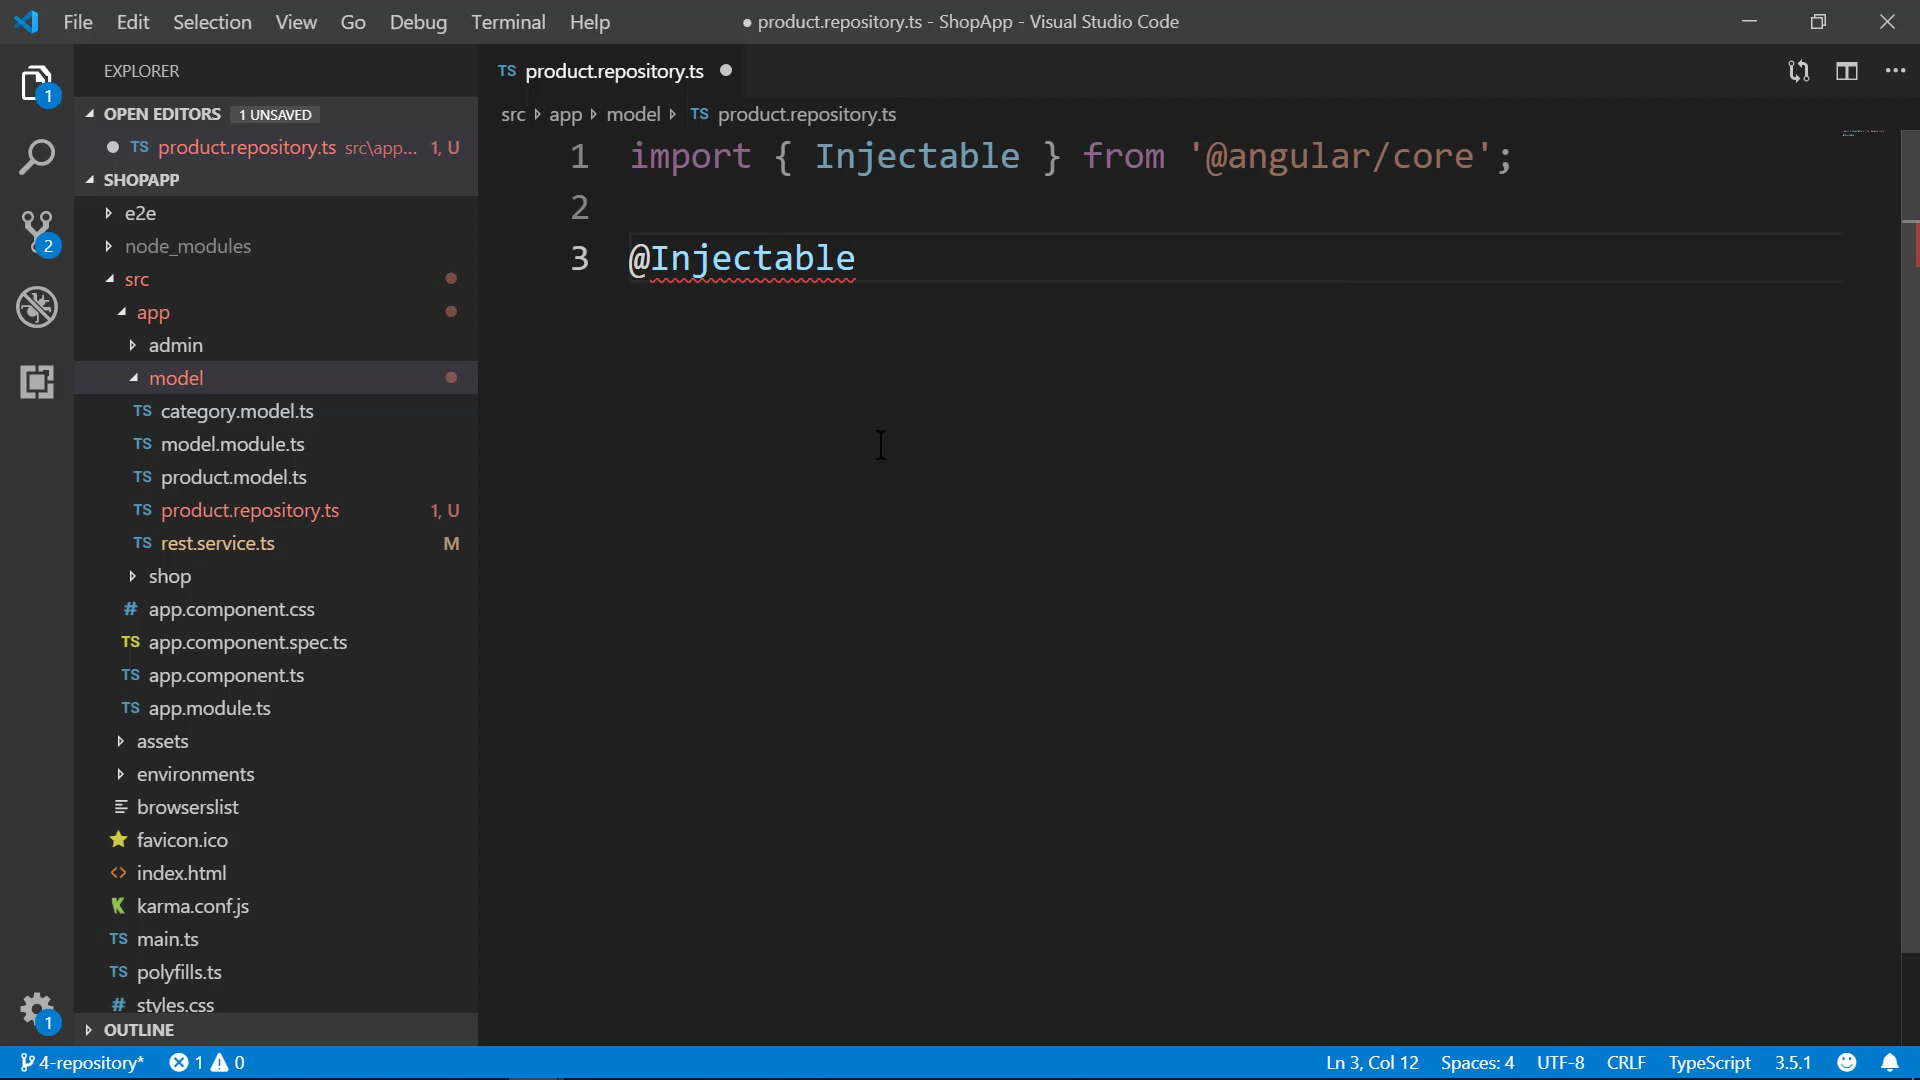 File Edit Selection View Go Debug Terminal Help ● product.repository.ts - ShopApp - Visual Studio Code
EXPLORER
TS product.repository.ts
OPEN EDITORS 1 UNSAVED
TS product.repository.ts src\app... 1, U
src app model TS product.repository.ts
1 import { Injectable } from '@angular/core';
2
3 @Injectable
SHOPAPP
e2e
node_modules
src
app
admin
model
TS category.model.ts
TS model.module.ts
TS product.model.ts
TS product.repository.ts 1, U
TS rest.service.ts M
shop
# app.component.css
TS app.component.spec.ts
TS app.component.ts
TS app.module.ts
assets
environments
browserslist
favicon.ico
<> index.html
karma.conf.js
TS main.ts
TS polyfills.ts
# styles.css
OUTLINE
1
2
1
4-repository* 1 0 Ln 3, Col 12 Spaces: 4 UTF-8 CRLF TypeScript 3.5.1